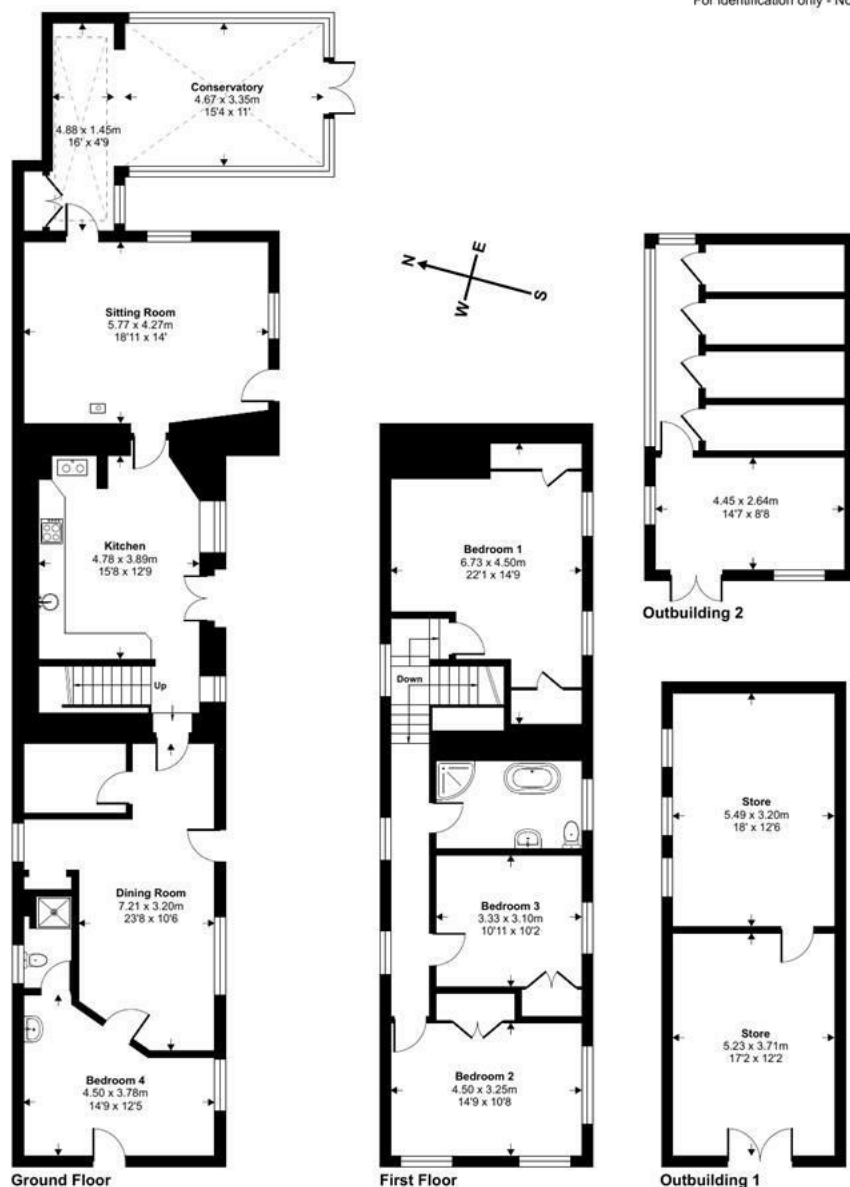 For identification only - No
Conservatory
4.67 x 3.35m
15'4 x 11'
4.88 x 1.45m
16' x 4'9
Sitting Room
5.77 x 4.27m
18'11 x 14'
Kitchen
4.78 x 3.89m
15'8 x 12'9
Up
Dining Room
7.21 x 3.20m
23'8 x 10'6
Bedroom 4
4.50 x 3.78m
14'9 x 12'5
Ground Floor
N
E
W
S
Bedroom 1
6.73 x 4.50m
22'1 x 14'9
Down
Bedroom 3
3.33 x 3.10m
10'11 x 10'2
Bedroom 2
4.50 x 3.25m
14'9 x 10'8
First Floor
4.45 x 2.64m
14'7 x 8'8
Outbuilding 2
Store
5.49 x 3.20m
18' x 12'6
Store
5.23 x 3.71m
17'2 x 12'2
Outbuilding 1